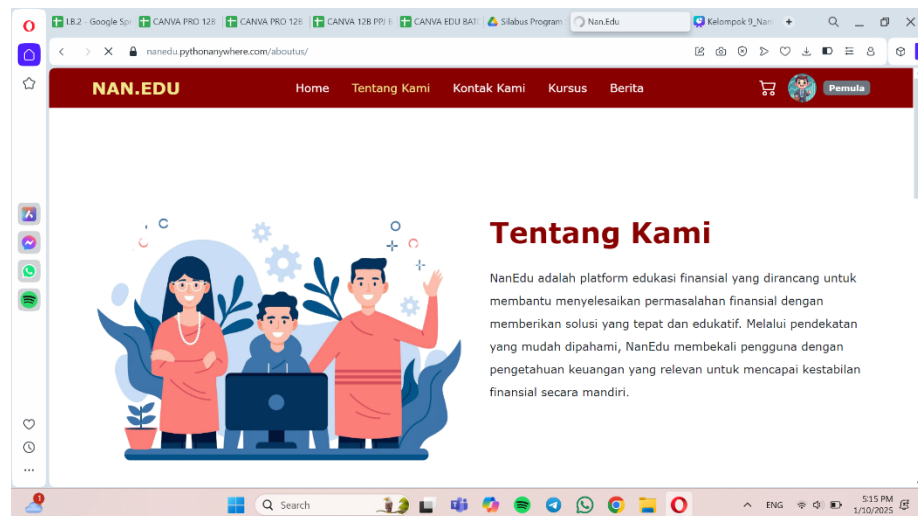 LB.2 - Google Spr
CANVA PRO 12B
CANVA PRO 12B
CANVA 12B PPJ
CANVA EDU BAT
Silabus Program
Nan.Edu
Kelompok 9_Nan
nanedu.pythonanywhere.com/aboutus/
NAN.EDU
Home
Tentang Kami
Kontak Kami
Kursus
Berita
Pemula
Tentang Kami
NanEdu adalah platform edukasi finansial yang dirancang untuk
membantu menyelesaikan permasalahan finansial dengan
memberikan solusi yang tepat dan edukatif. Melalui pendekatan
yang mudah dipahami, NanEdu membekali pengguna dengan
pengetahuan keuangan yang relevan untuk mencapai kestabilan
finansial secara mandiri.
Search
ENG
5:15 PM
1/10/2025